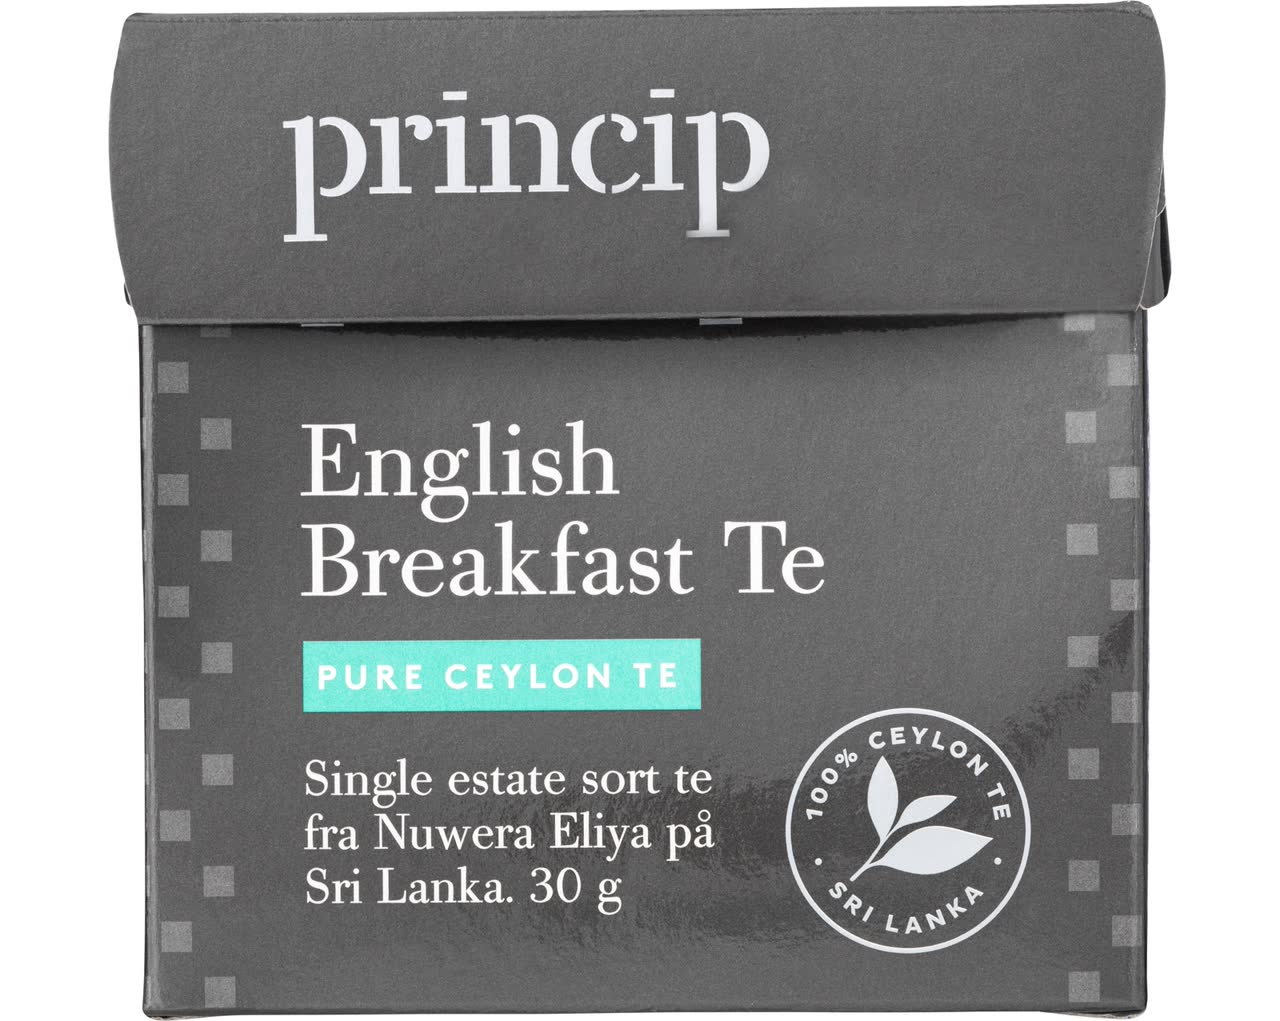 princip
English
Breakfast Te
PURE CEYLON TE
Single estate sort te
fra Nuwera Eliya på
Sri Lanka. 30 g
100% CEYLON TE
• SRI LANKA •